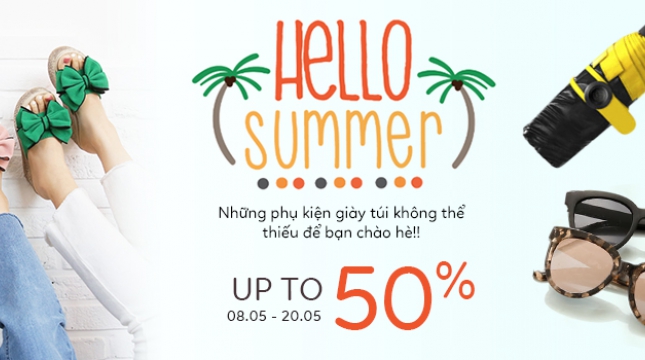 HELLO
summer
Những phụ kiện giày túi không thể
thiếu để bạn chào hè!!
UP TO 50%
08.05 - 20.05